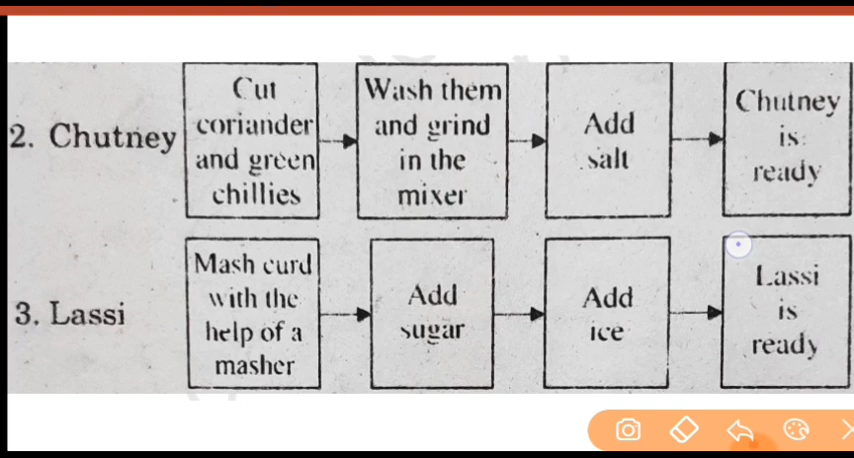 2. Chutney
Cut
coriander
and green
chillies
Wash them
and grind
in the
mixer
Add
salt
Chutney
is
ready
3. Lassi
Mash curd
with the
help of a
masher
Add
sugar
Add
ice
Lassi
is
ready